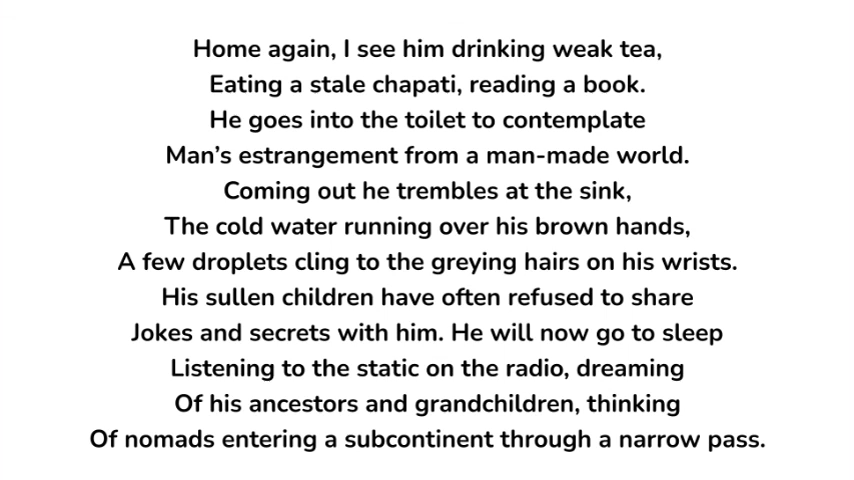 Home again, I see him drinking weak tea,
Eating a stale chapati, reading a book.
He goes into the toilet to contemplate
Man’s estrangement from a man-made world.
Coming out he trembles at the sink,
The cold water running over his brown hands,
A few droplets cling to the greying hairs on his wrists.
His sullen children have often refused to share
Jokes and secrets with him. He will now go to sleep
Listening to the static on the radio, dreaming
Of his ancestors and grandchildren, thinking
Of nomads entering a subcontinent through a narrow pass.